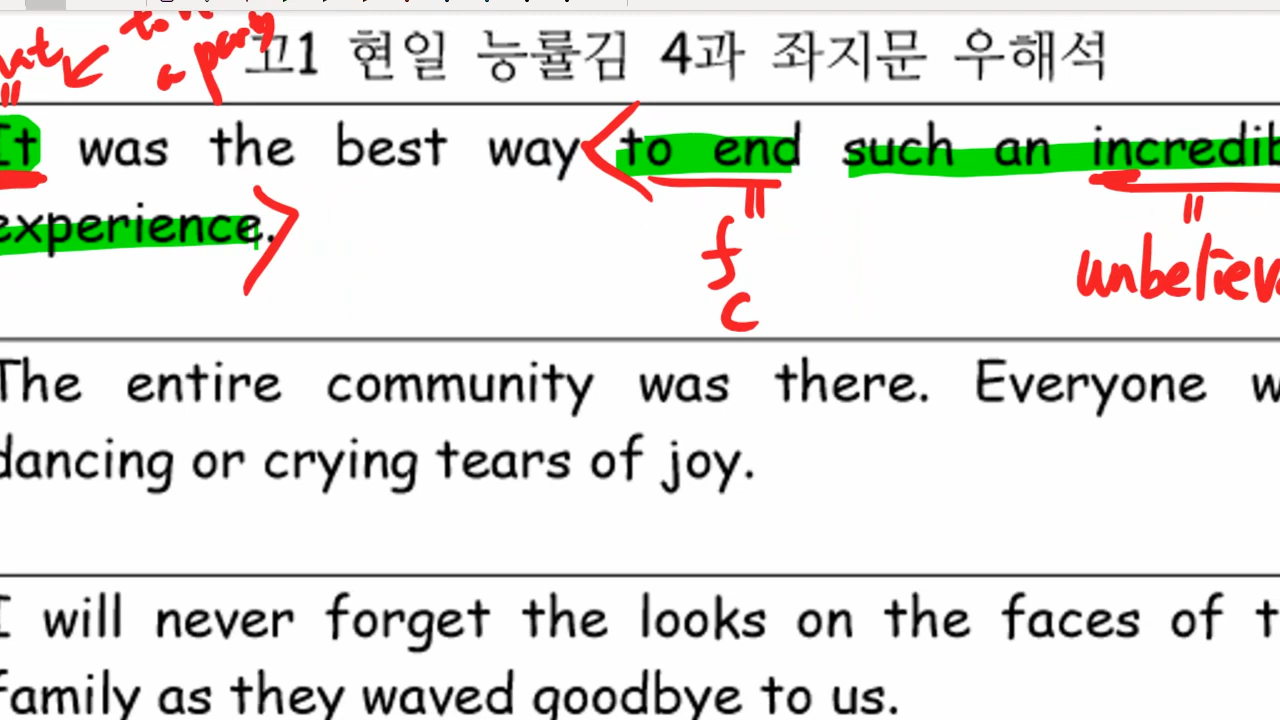 a party
고1 현일 능률김 4과 좌지문 우해석
It was the best way to end such an
experience.
f
c
The entire community was there. Everyone
dancing or crying tears of joy.
I will never forget the looks on the faces of
family as they waved goodbye to us.